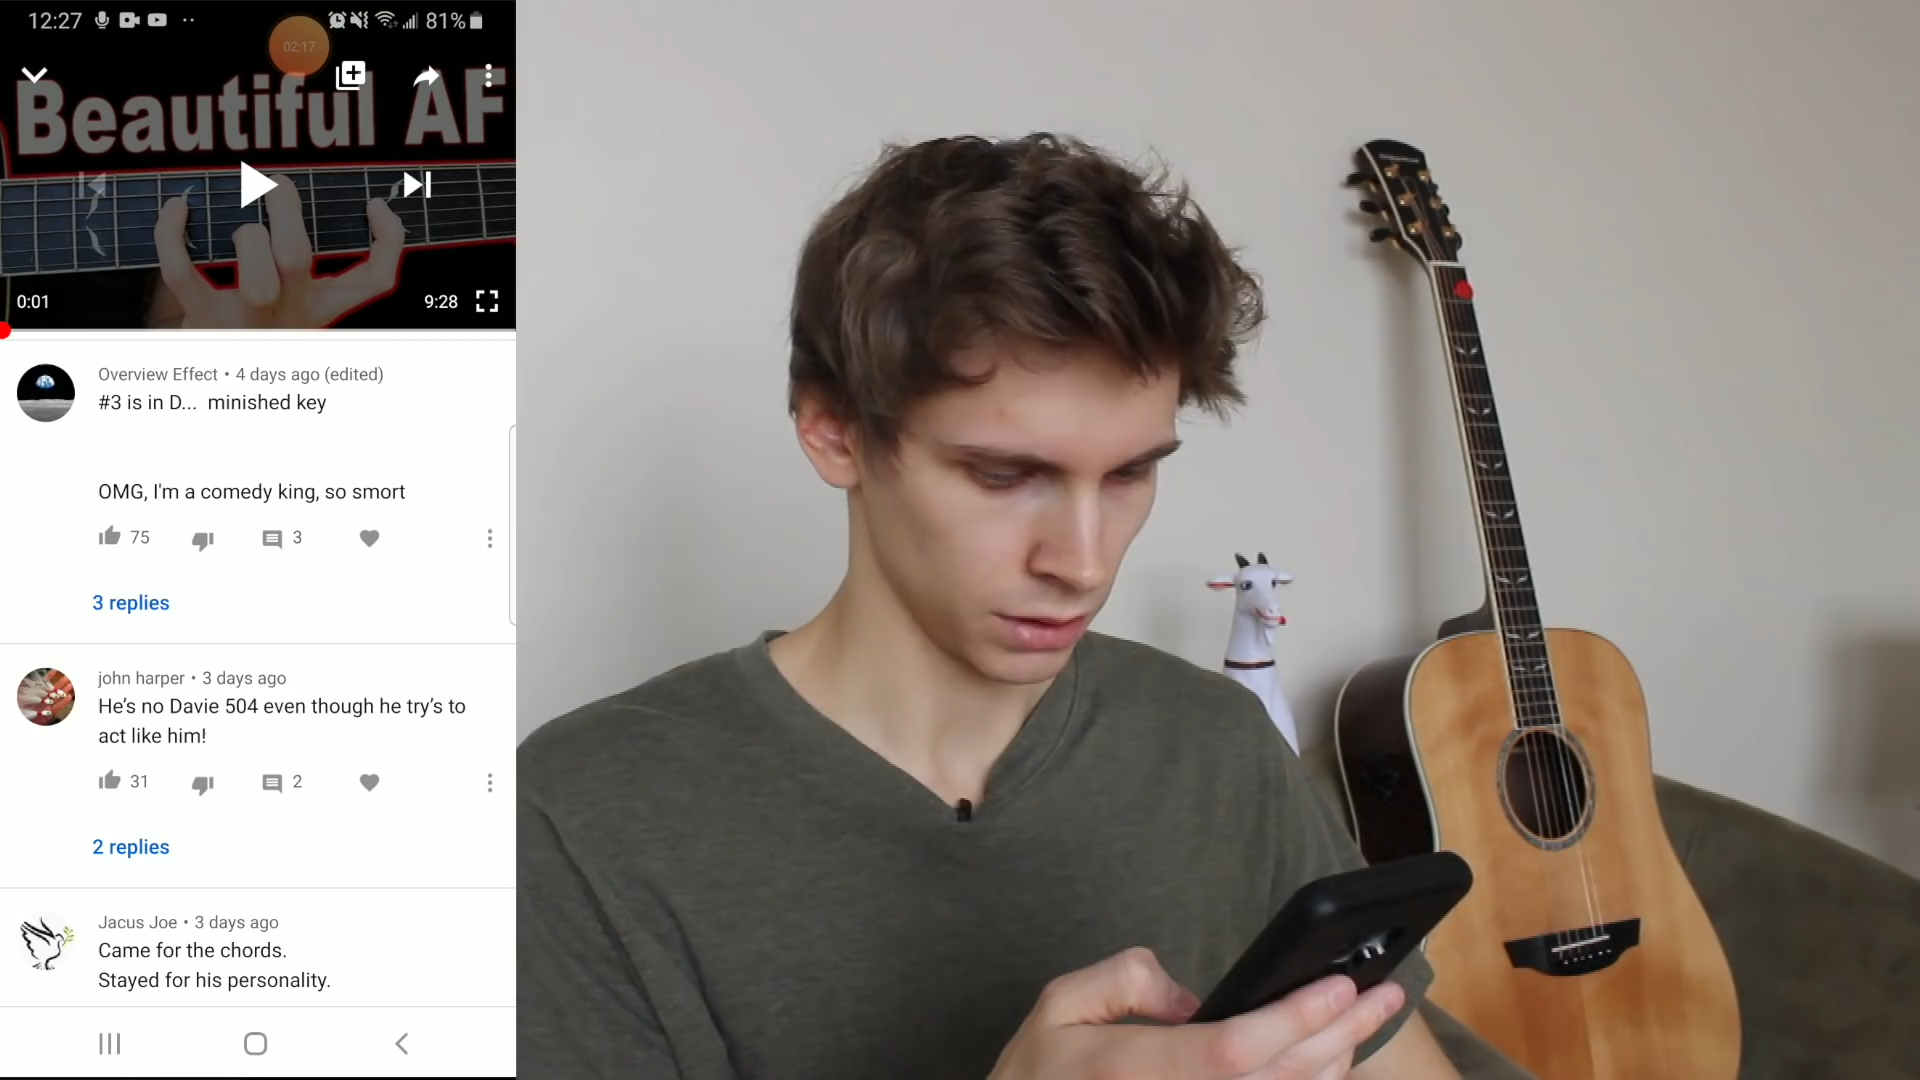 12:27
81%
02:17
Beautiful AF
0:01
9:28
Overview Effect • 4 days ago (edited)
#3 is in D... minished key
OMG, I'm a comedy king, so smort
75
3
3 replies
john harper • 3 days ago
He’s no Davie 504 even though he try’s to
act like him!
31
2
2 replies
Jacus Joe • 3 days ago
Came for the chords.
Stayed for his personality.